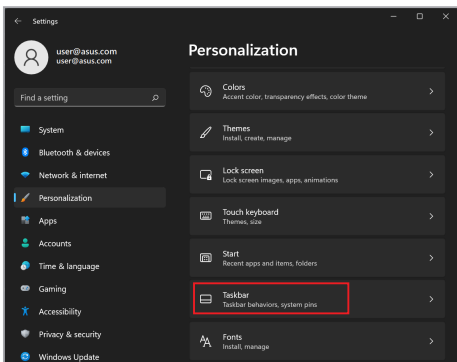 Settings
user@asus.com
user@asus.com
Find a setting
System
Bluetooth & devices
Network & internet
Personalization
Apps
Accounts
Time & language
Gaming
Accessibility
Privacy & security
Windows Update
Personalization
Colors
Accent color, transparency effects, color theme
Themes
Install, create, manage
Lock screen
Lock screen images, apps, animations
Touch keyboard
Themes, size
Start
Recent apps and items, folders
Taskbar
Taskbar behaviors, system pins
Fonts
Install, manage